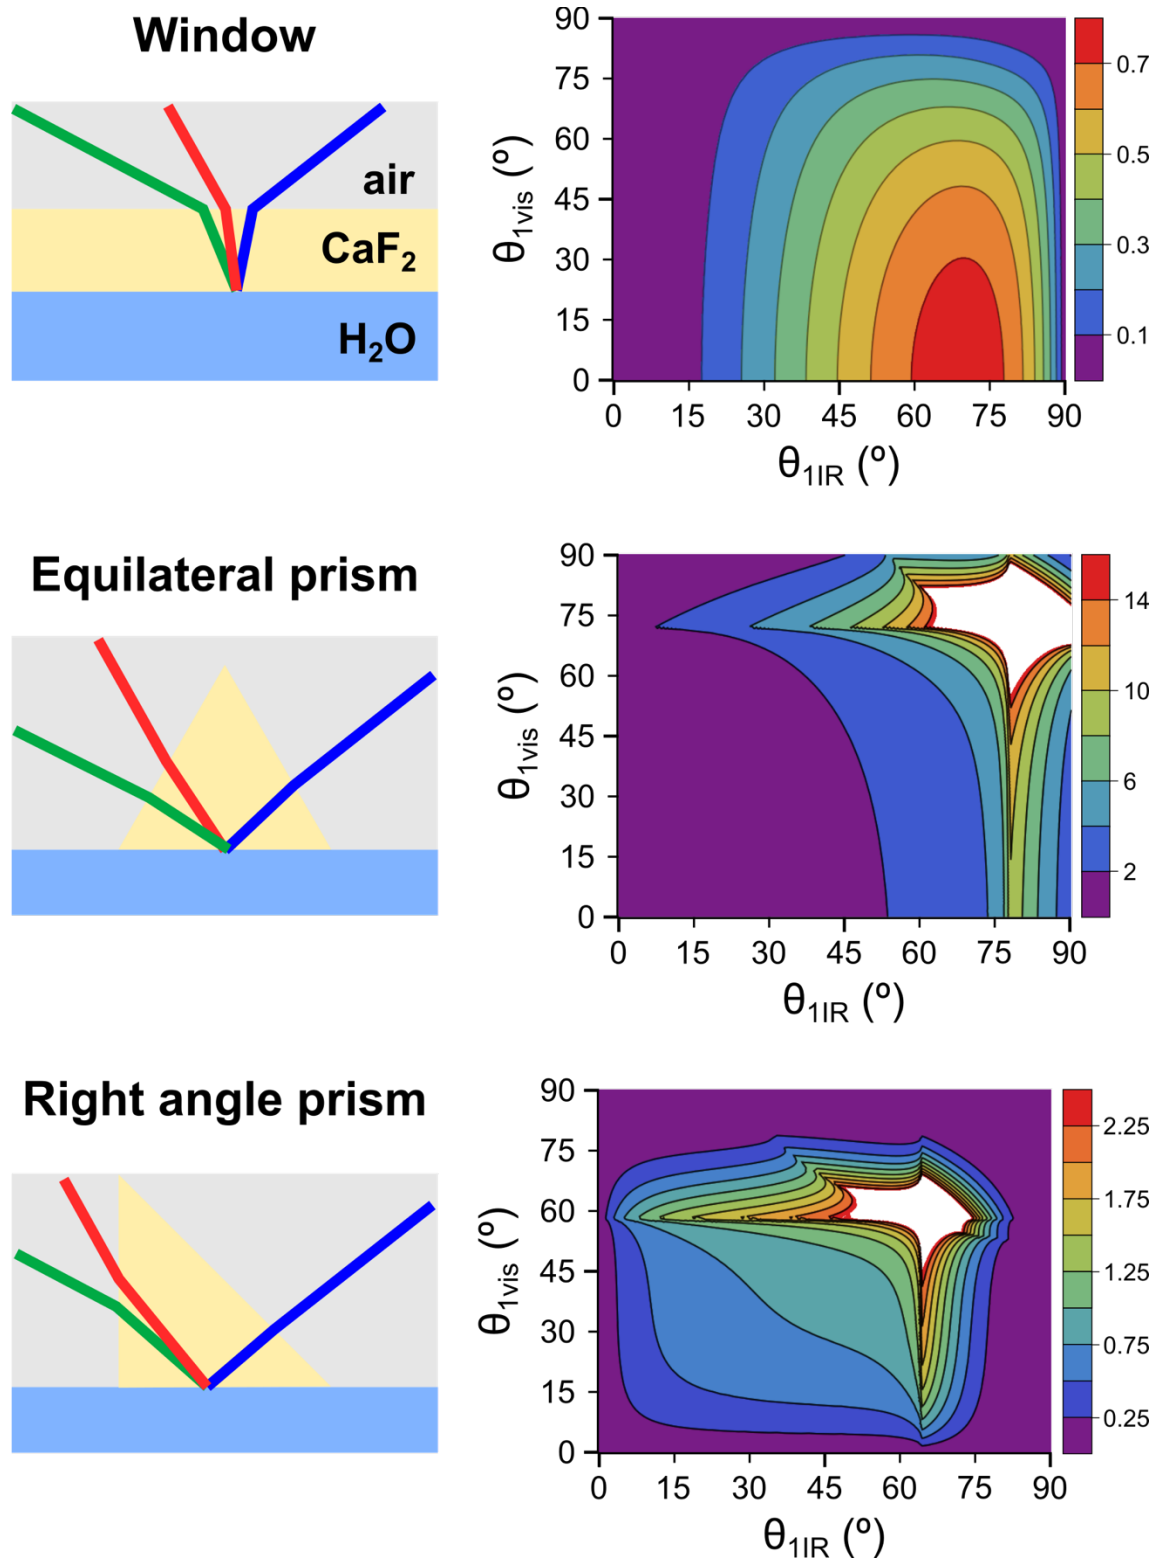 Window
air
CaF₂
H₂O
90
75
60
45
30
15
0
θ₁vis (º)
0 15 30 45 60 75 90
θ₁IR (º)
0.7
0.5
0.3
0.1
Equilateral prism
90
75
60
45
30
15
0
θ₁vis (º)
0 15 30 45 60 75 90
θ₁IR (º)
14
10
6
2
Right angle prism
90
75
60
45
30
15
0
θ₁vis (º)
0 15 30 45 60 75 90
θ₁IR (º)
2.25
1.75
1.25
0.75
0.25